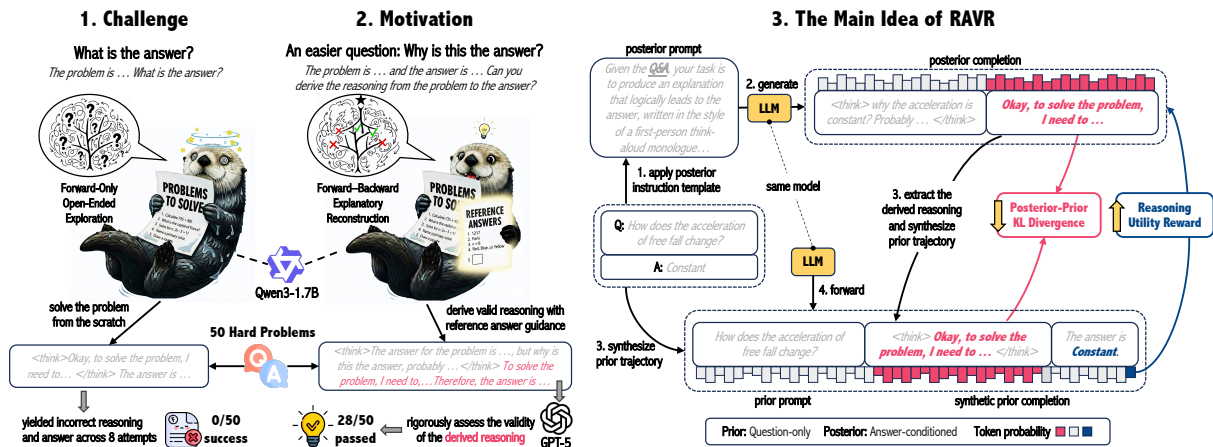 1. Challenge
What is the answer?
The problem is ... What is the answer?
Forward-Only
Open-Ended
Exploration
PROBLEMS
TO SOLVE
Qwen3-1.7B
solve the problem
from the scratch
<think>Okay, to solve the problem, I
need to... </think> The answer is ...
yielded incorrect reasoning
and answer across 8 attempts
0/50
success
50 Hard Problems
Q
A
2. Motivation
An easier question: Why is this the answer?
The problem is ... and the answer is ... Can you
derive the reasoning from the problem to the answer?
Forward–Backward
Explanatory
Reconstruction
PROBLEMS
TO SOL
REFERENCE
ANSWERS
derive valid reasoning with
reference answer guidance
<think>The answer for the problem is ..., but why is
this the answer, probably ... </think> To solve the
problem, I need to,...Therefore, the answer is ...
28/50
passed
rigorously assess the validity
of the derived reasoning
GPT-5
3. The Main Idea of RAVR
posterior prompt
Given the Q&A, your task is
to produce an explanation
that logically leads to the
answer, written in the style
of a first-person think-
aloud monologue...
2. generate
LLM
posterior completion
<think> why the acceleration is
constant? Probably ... </think>
Okay, to solve the problem,
I need to ...
1. apply posterior
instruction template
same model
3. extract the
derived reasoning
and synthesize
prior trajectory
Posterior-Prior
KL Divergence
Reasoning
Utility Reward
Q: How does the acceleration
of free fall change?
A: Constant
LLM
4. forward
3. synthesize
prior trajectory
How does the acceleration of
free fall change?
<think> Okay, to solve the
problem, I need to ... </think>
The answer is
Constant.
prior prompt
synthetic prior completion
Prior: Question-only Posterior: Answer-conditioned Token probability